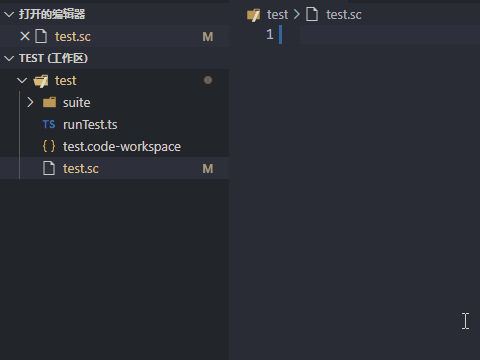 打开的编辑器
test.sc M
TEST (工作区)
test
suite
TS runTest.ts
{ } test.code-workspace
test.sc M
test > test.sc
1